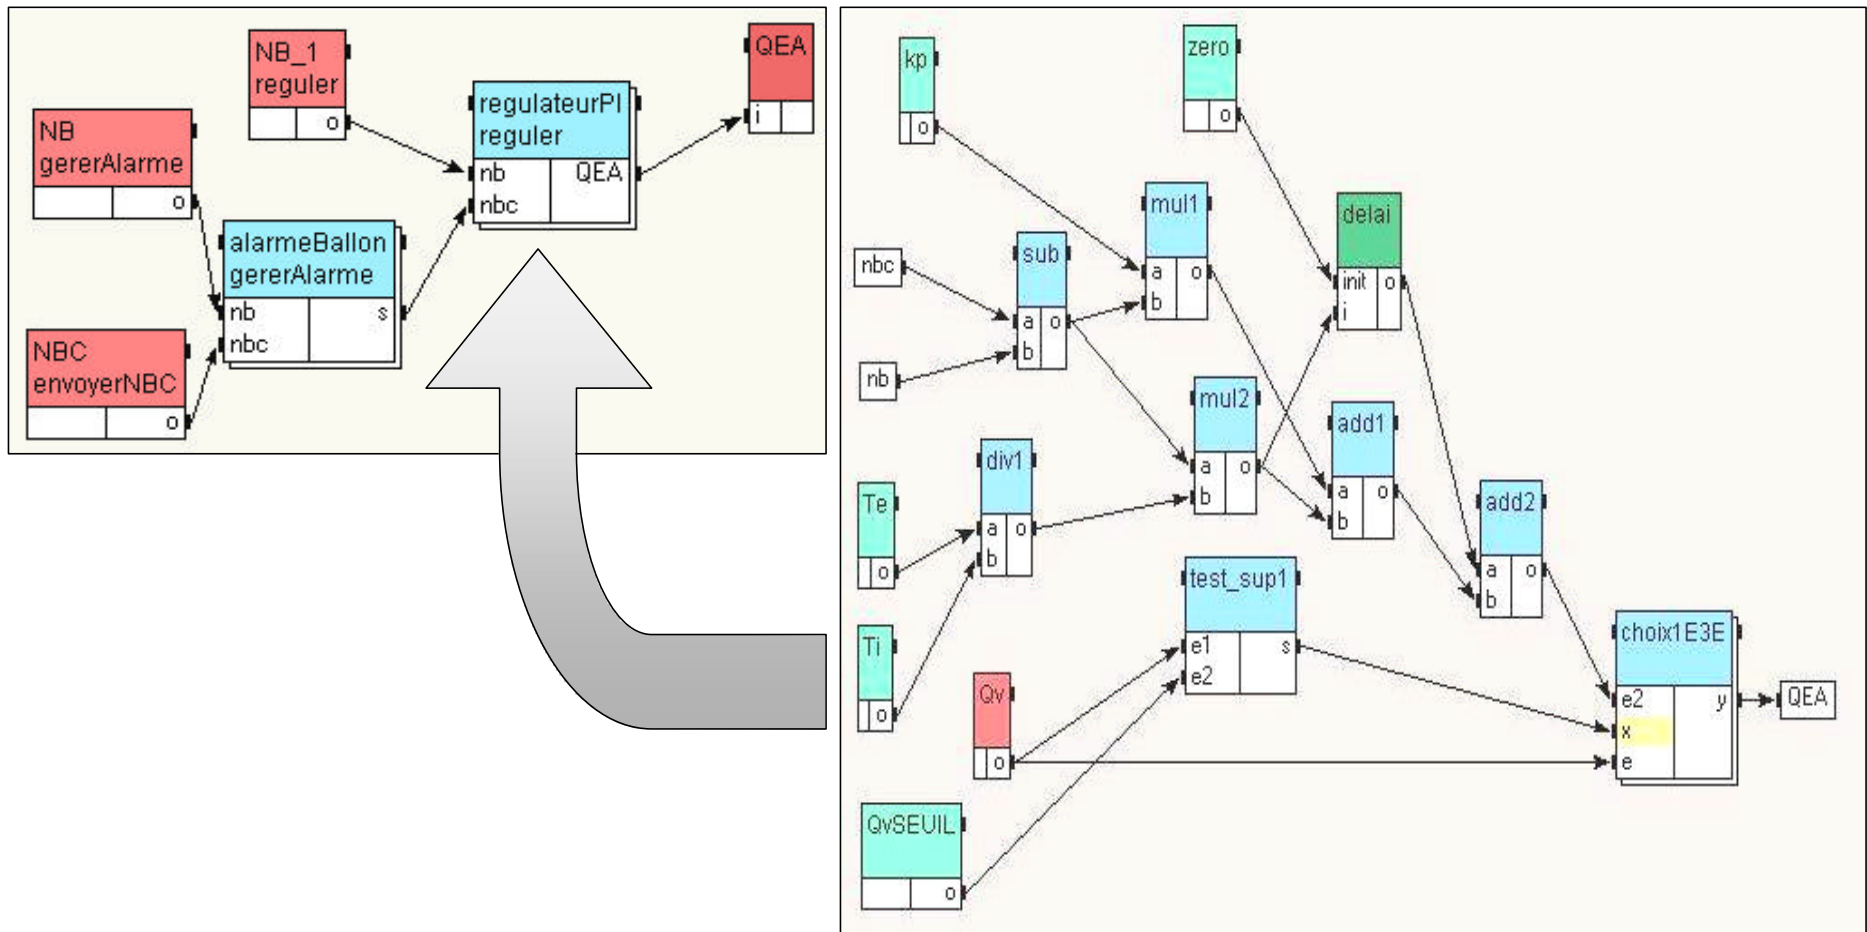 NB_1
reguler
o
QEA
i
regulateurPI
reguler
nb QEA
nbc
NB
gererAlarme
o
alarmeBallon
gererAlarme
nb s
nbc
NBC
envoyerNBC
o
kp
o
zero
o
mul1
a o
b
delai
init o
i
nbc
sub
a o
b
nb
mul2
a o
b
add1
a o
b
div1
a o
b
Te
o
add2
a o
b
test_sup1
e1 s
e2
Ti
o
Qv
o
choix1E3E
e2 y
x
e
QEA
QvSEUIL
o